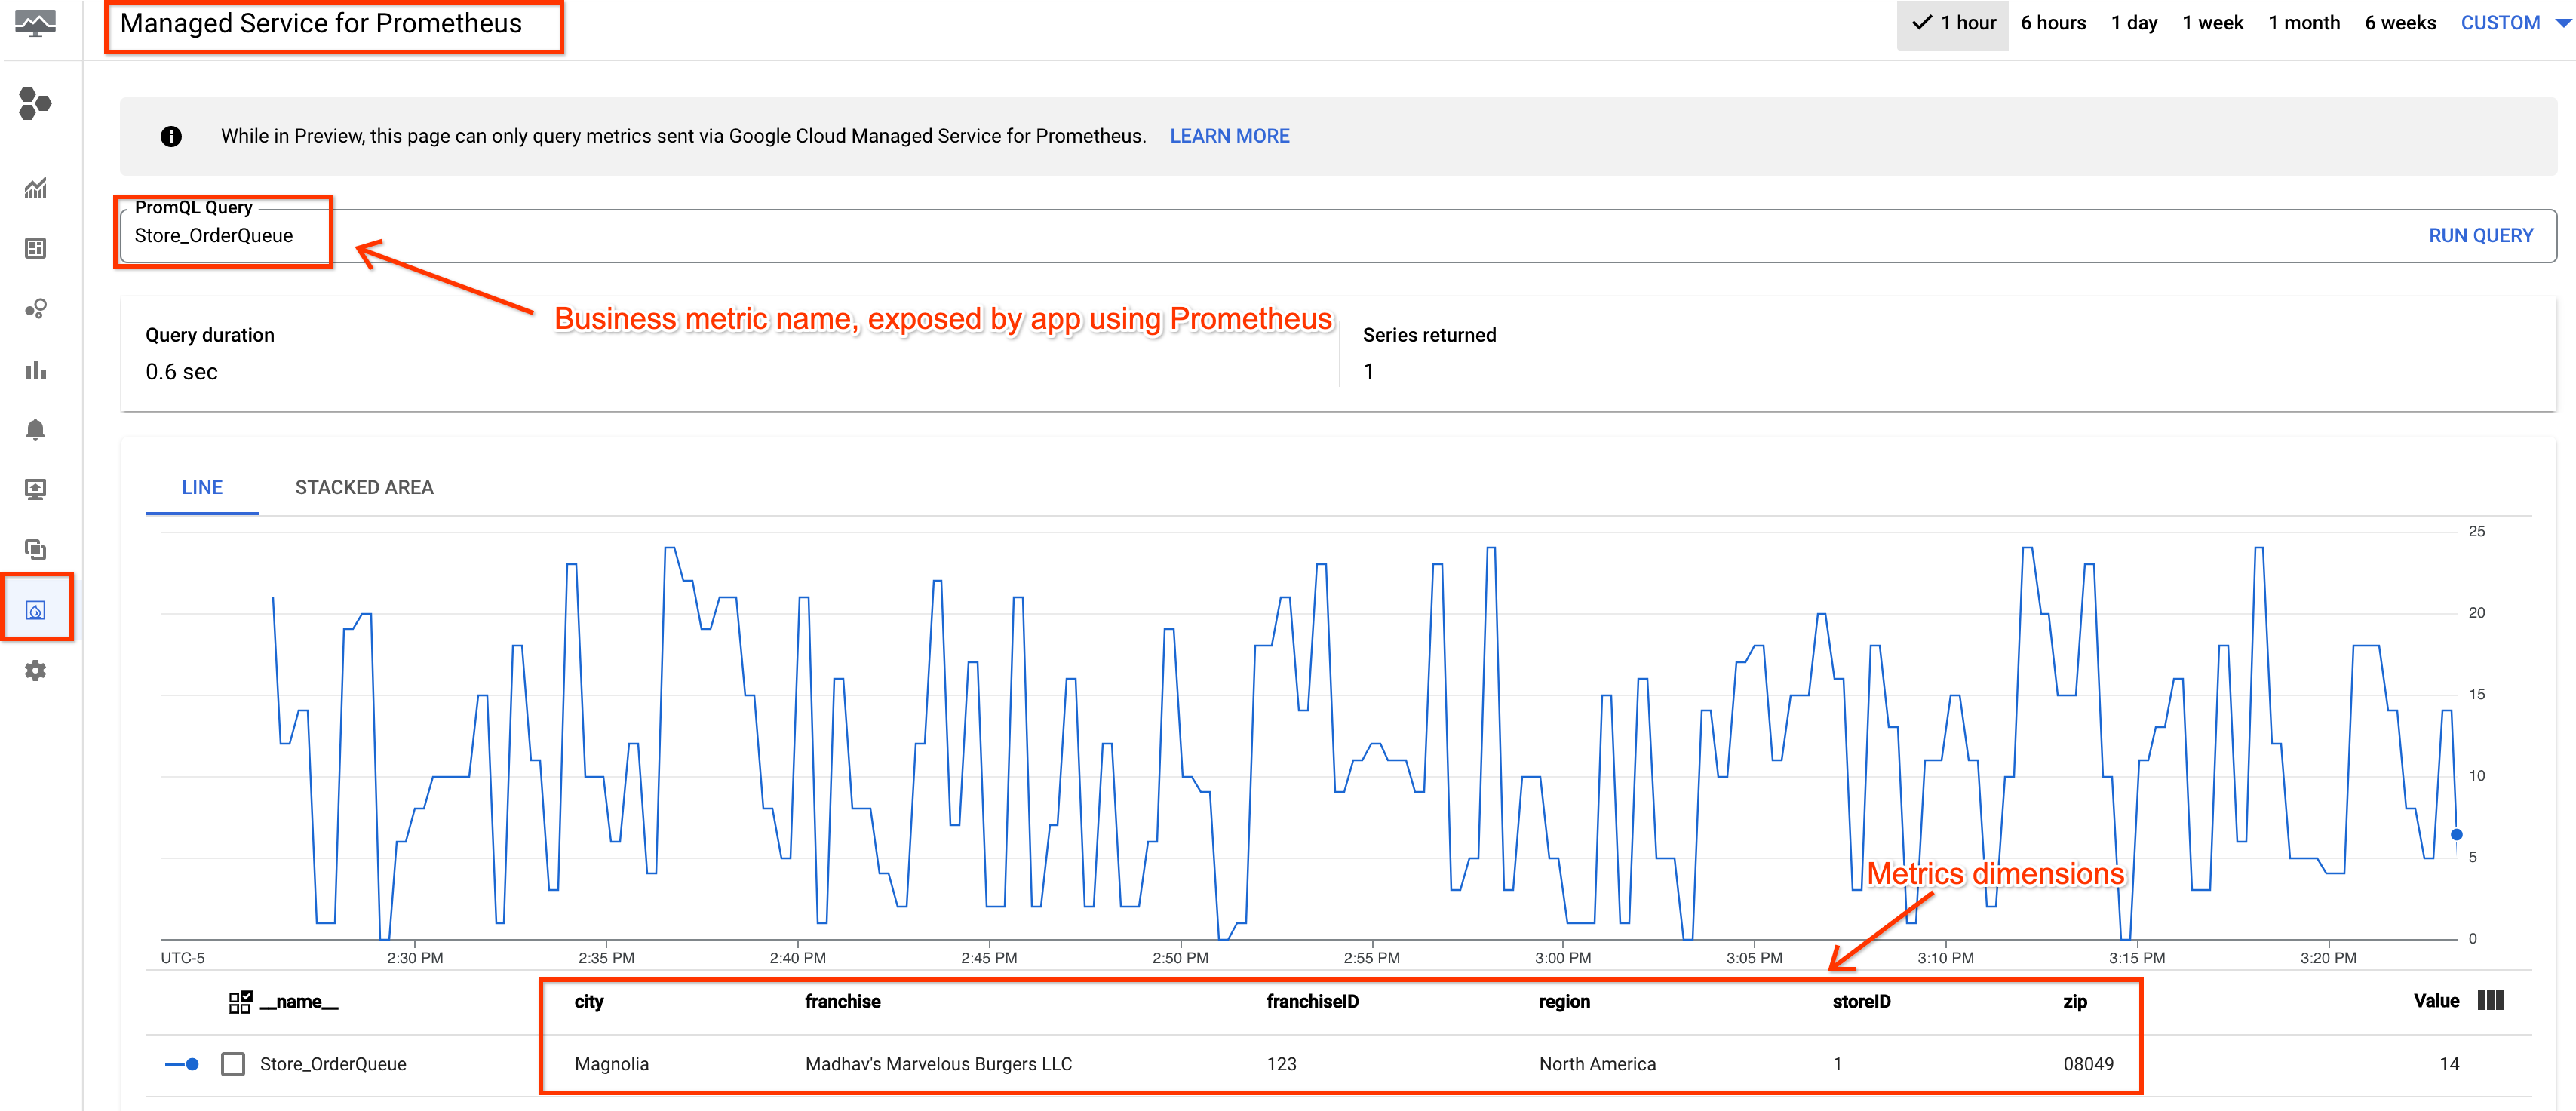 Managed Service for Prometheus
1 hour 6 hours 1 day 1 week 1 month 6 weeks CUSTOM
While in Preview, this page can only query metrics sent via Google Cloud Managed Service for Prometheus. LEARN MORE
PromQL Query
Store_OrderQueue
RUN QUERY
Business metric name, exposed by app using Prometheus
Query duration
0.6 sec
Series returned
1
LINE STACKED AREA
25
20
15
10
5
0
Metrics dimensions
UTC-5 2:30 PM 2:35 PM 2:40 PM 2:45 PM 2:50 PM 2:55 PM 3:00 PM 3:05 PM 3:10 PM 3:15 PM 3:20 PM
__name__ city franchise franchiseID region storeID zip Value
Store_OrderQueue Magnolia Madhav's Marvelous Burgers LLC 123 North America 1 08049 14